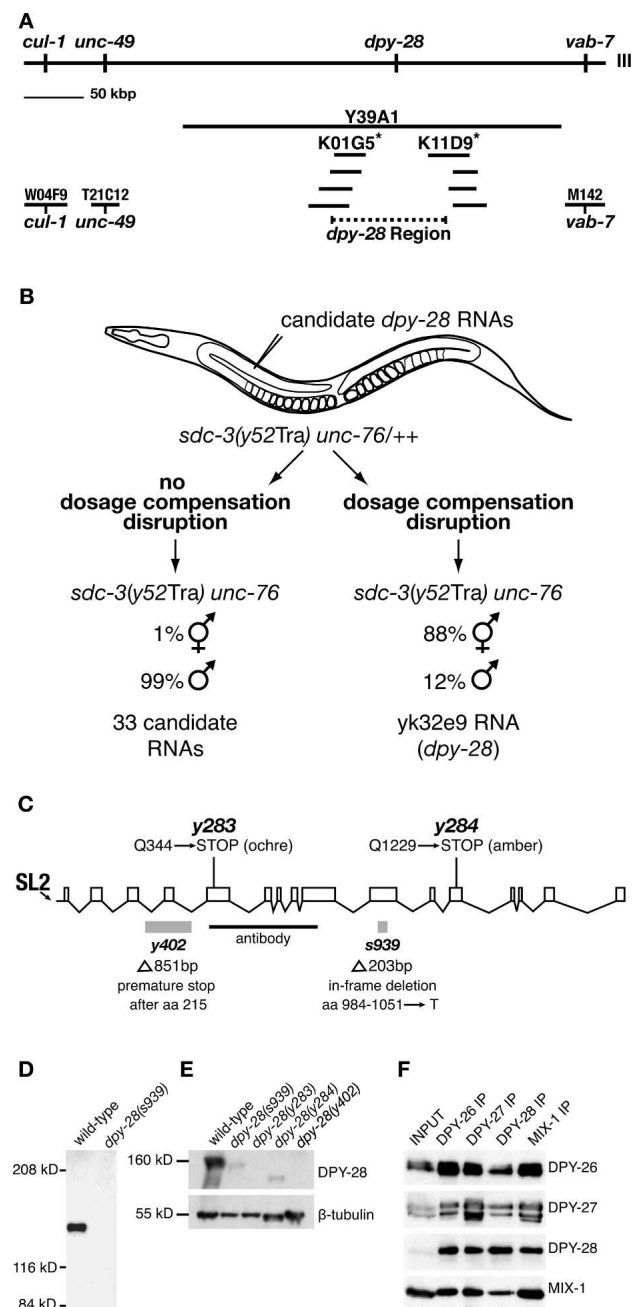 A
cul-1 unc-49 dpy-28 vab-7
III
50 kbp
Y39A1
K01G5* K11D9*
W04F9 T21C12 M142
cul-1 unc-49 dpy-28 Region vab-7
B
candidate dpy-28 RNAs
sdc-3(y52Tra) unc-76/++
no
dosage compensation
disruption
dosage compensation
disruption
sdc-3(y52Tra) unc-76
1% ⚥
99% ♂
33 candidate
RNAs
sdc-3(y52Tra) unc-76
88% ⚥
12% ♂
yk32e9 RNA
(dpy-28)
C
y283
Q344→STOP (ochre)
y284
Q1229→STOP (amber)
SL2
y402
△851bp
premature stop
after aa 215
antibody
s939
△203bp
in-frame deletion
aa 984-1051→T
D
wild-type
dpy-28(s939)
208 kD
116 kD
84 kD
E
wild-type
dpy-28(s939)
dpy-28(y283)
dpy-28(y284)
dpy-28(y402)
160 kD
DPY-28
55 kD
β-tubulin
F
INPUT
DPY-26 IP
DPY-27 IP
DPY-28 IP
MIX-1 IP
DPY-26
DPY-27
DPY-28
MIX-1